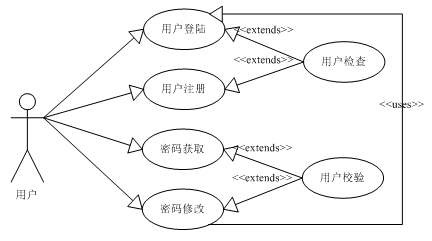 用户登陆
<<extends>>
<<extends>>
用户检查
用户注册
<<uses>>
密码获取
<<extends>>
<<extends>>
用户校验
用户
密码修改